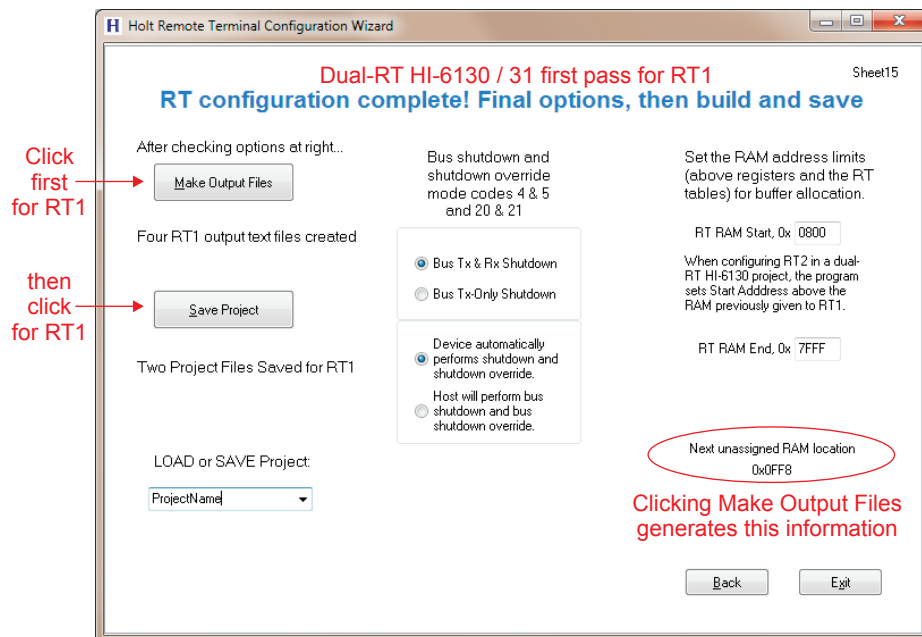 Holt Remote Terminal Configuration Wizard
Dual-RT HI-6130 / 31 first pass for RT1
Sheet15
RT configuration complete! Final options, then build and save
Click
first
for RT1
After checking options at right...
Make Output Files
Four RT1 output text files created
then
click
for RT1
Save Project
Two Project Files Saved for RT1
LOAD or SAVE Project:
ProjectName
Bus shutdown and
shutdown override
mode codes 4 & 5
and 20 & 21
Bus Tx & Rx Shutdown
Bus Tx-Only Shutdown
Device automatically
performs shutdown and
shutdown override.
Host will perform bus
shutdown and bus
shutdown override.
Set the RAM address limits
(above registers and the RT
tables) for buffer allocation.
RT RAM Start, 0x 0800
When configuring RT2 in a dual-
RT HI-6130 project, the program
sets Start Adddress above the
RAM previously given to RT1.
RT RAM End, 0x 7FFF
Next unassigned RAM location
0x0FF8
Clicking Make Output Files
generates this information
Back
Exit